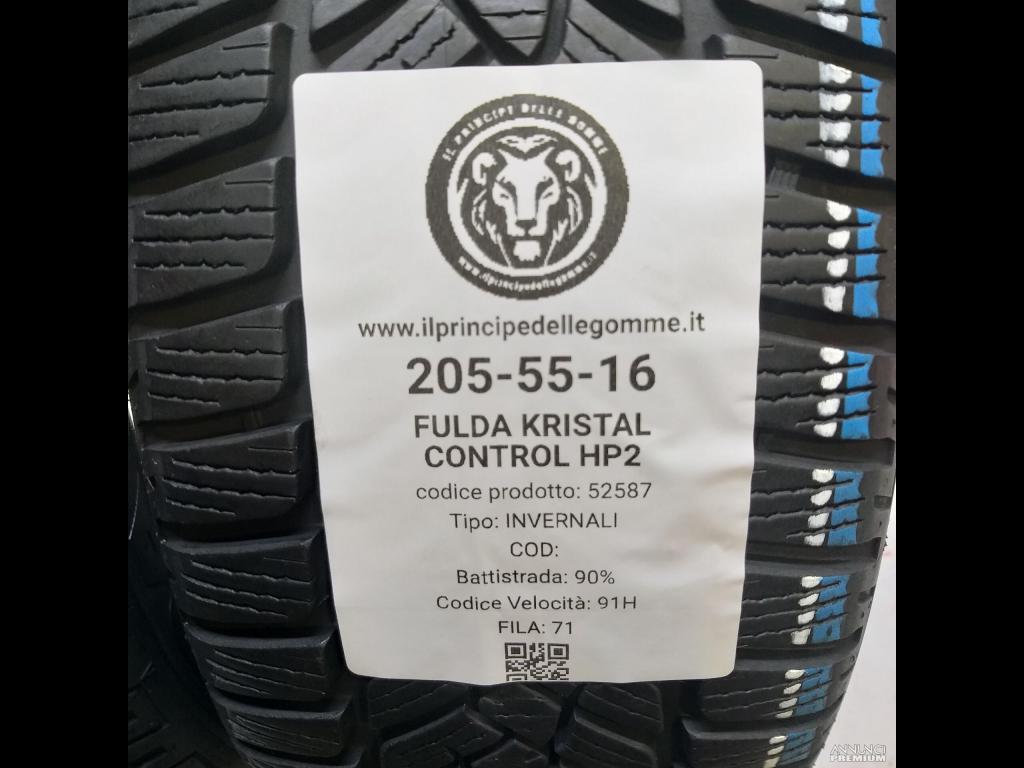 IL PRINCIPE DELLE GOMME
www.ilprincipedellegomme.it
www.ilprincipedellegomme.it
205-55-16
FULDA KRISTAL
CONTROL HP2
codice prodotto: 52587
Tipo: INVERNALI
COD:
Battistrada: 90%
Codice Velocità: 91H
FILA: 71
ANNUNCI
PREMIUM